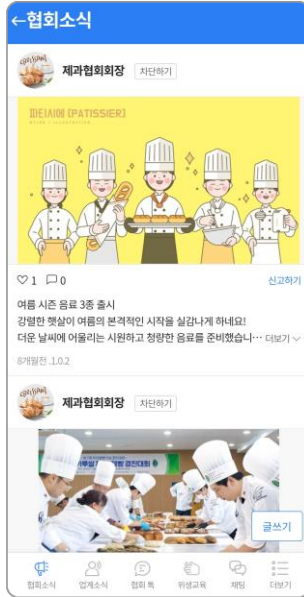 ←협회소식
제과협회회장 차단하기
파티시에 [PATISSIER]
♡ 1 0 신고하기
여름 시즌 음료 3종 출시
강렬한 햇살이 여름의 본격적인 시작을 실감나게 하네요!
더운 날씨에 어울리는 시원하고 청량한 음료를 준비했습니… 더보기
8개월전 .1.0.2
제과협회회장 차단하기
경진대회
글쓰기
협회소식 업계소식 협회 톡 위생교육 채팅 더보기